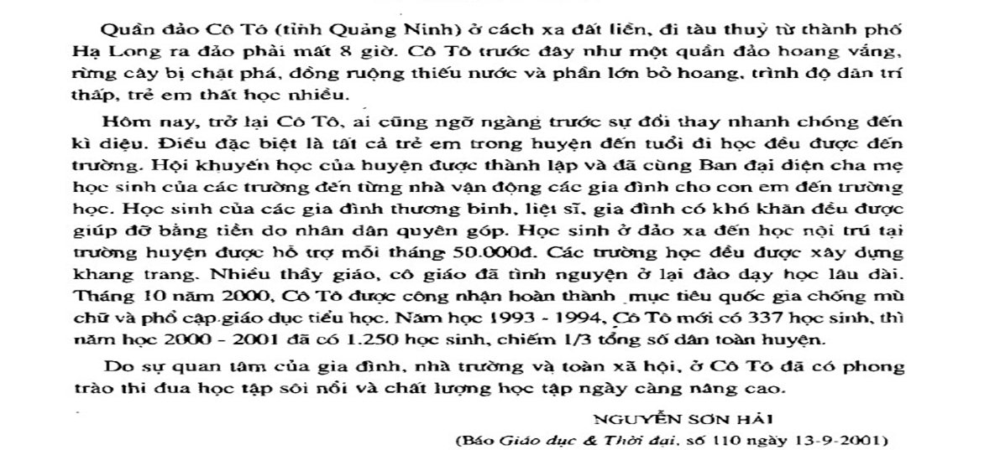 Quần đảo Cô Tô (tỉnh Quảng Ninh) ở cách xa đất liền, đi tàu thuỷ từ thành phố
Hạ Long ra đảo phải mất 8 giờ. Cô Tô trước đây như một quần đảo hoang vắng,
rừng cây bị chặt phá, đồng ruộng thiếu nước và phần lớn bỏ hoang, trình độ dân trí
thấp, trẻ em thất học nhiều.
Hôm nay, trở lại Cô Tô, ai cũng ngỡ ngàng trước sự đổi thay nhanh chóng đến
kì diệu. Điều đặc biệt là tất cả trẻ em trong huyện đến tuổi đi học đều được đến
trường. Hội khuyến học của huyện được thành lập và đã cùng Ban đại diện cha mẹ
học sinh của các trường đến từng nhà vận động các gia đình cho con em đến trường
học. Học sinh của các gia đình thương binh, liệt sĩ, gia đình có khó khăn đều được
giúp đỡ bằng tiền do nhân dân quyên góp. Học sinh ở đảo xa đến học nội trú tại
trường huyện được hỗ trợ mỗi tháng 50.000đ. Các trường học đều được xây dựng
khang trang. Nhiều thầy giáo, cô giáo đã tình nguyện ở lại đảo dạy học lâu dài.
Tháng 10 năm 2000, Cô Tô được công nhận hoàn thành mục tiêu quốc gia chống mù
chữ và phổ cập giáo dục tiểu học. Năm học 1993 - 1994, Cô Tô mới có 337 học sinh, thì
năm học 2000 - 2001 đã có 1.250 học sinh, chiếm 1/3 tổng số dân toàn huyện.
Do sự quan tâm của gia đình, nhà trường và toàn xã hội, ở Cô Tô đã có phong
trào thi đua học tập sôi nổi và chất lượng học tập ngày càng nâng cao.
NGUYỄN SƠN HẢI
(Báo Giáo dục & Thời đại, số 110 ngày 13-9-2001)